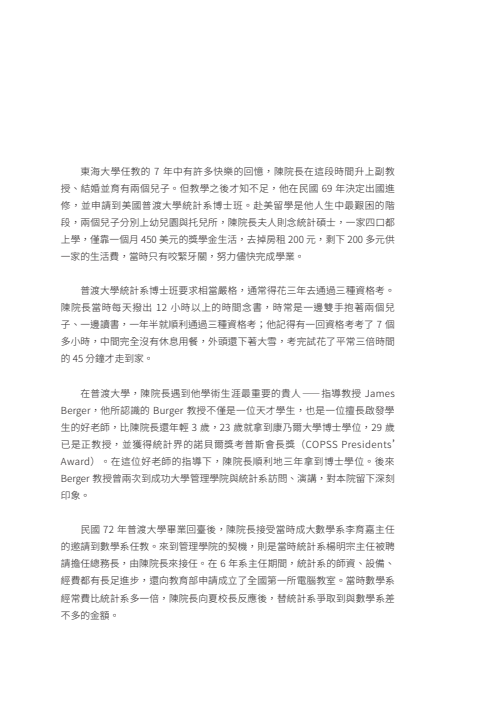 東海大學任教的 7 年中有許多快樂的回憶，陳院長在這段時間升上副教
授、結婚並育有兩個兒子。但教學之後才知不足，他在民國 69 年決定出國進
修，並申請到美國普渡大學統計系博士班。赴美留學是他人生中最艱困的階
段，兩個兒子分別上幼兒園與托兒所，陳院長夫人則念統計碩士，一家四口都
上學，僅靠一個月 450 美元的獎學金生活，去掉房租 200 元，剩下 200 多元供
一家的生活費，當時只有咬緊牙關，努力儘快完成學業。
普渡大學統計系博士班要求相當嚴格，通常得花三年去通過三種資格考。
陳院長當時每天撥出 12 小時以上的時間念書，時常是一邊雙手抱著兩個兒
子、一邊讀書，一年半就順利通過三種資格考；他記得有一回資格考考了 7 個
多小時，中間完全沒有休息用餐，外頭還下著大雪，考完試花了平常三倍時間
的 45 分鐘才走到家。
在普渡大學，陳院長遇到他學術生涯最重要的貴人——指導教授 James
Berger，他所認識的 Burger 教授不僅是一位天才學生，也是一位擅長啟發學
生的好老師，比陳院長還年輕 3 歲，23 歲就拿到康乃爾大學博士學位，29 歲
已是正教授，並獲得統計界的諾貝爾獎考普斯會長獎（COPSS Presidents'
Award）。在這位好老師的指導下，陳院長順利地三年拿到博士學位。後來
Berger 教授曾兩次到成功大學管理學院與統計系訪問、演講，對本院留下深刻
印象。
民國 72 年普渡大學畢業回臺後，陳院長接受當時成大數學系李育嘉主任
的邀請到數學系任教。來到管理學院的契機，則是當時統計系楊明宗主任被聘
請擔任總務長，由陳院長來接任。在 6 年系主任期間，統計系的師資、設備、
經費都有長足進步，還向教育部申請成立了全國第一所電腦教室。當時數學系
經常費比統計系多一倍，陳院長向夏校長反應後，替統計系爭取到與數學系差
不多的金額。